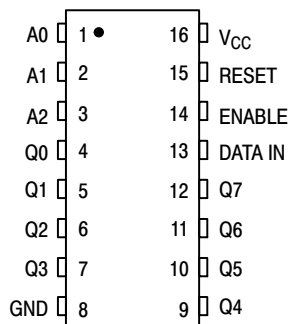 A0 1 16 VCC
A1 2 15 RESET
A2 3 14 ENABLE
Q0 4 13 DATA IN
Q1 5 12 Q7
Q2 6 11 Q6
Q3 7 10 Q5
GND 8 9 Q4